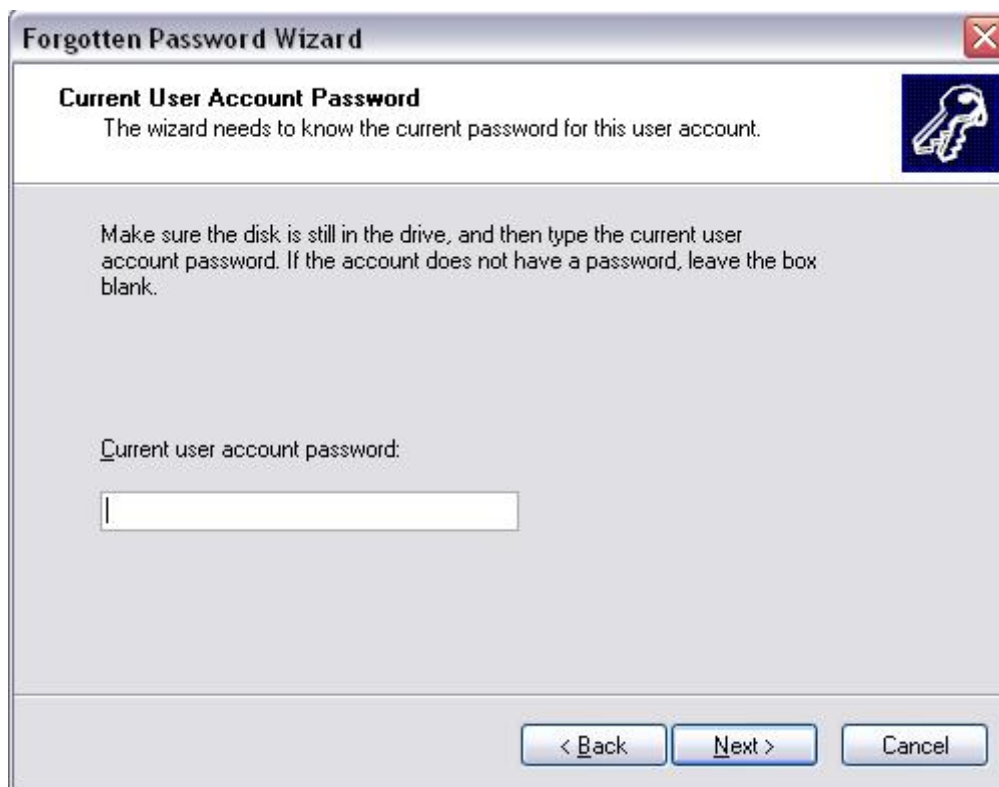 Forgotten Password Wizard
Current User Account Password
The wizard needs to know the current password for this user account.
Make sure the disk is still in the drive, and then type the current user
account password. If the account does not have a password, leave the box
blank.
Current user account password:
< Back Next > Cancel